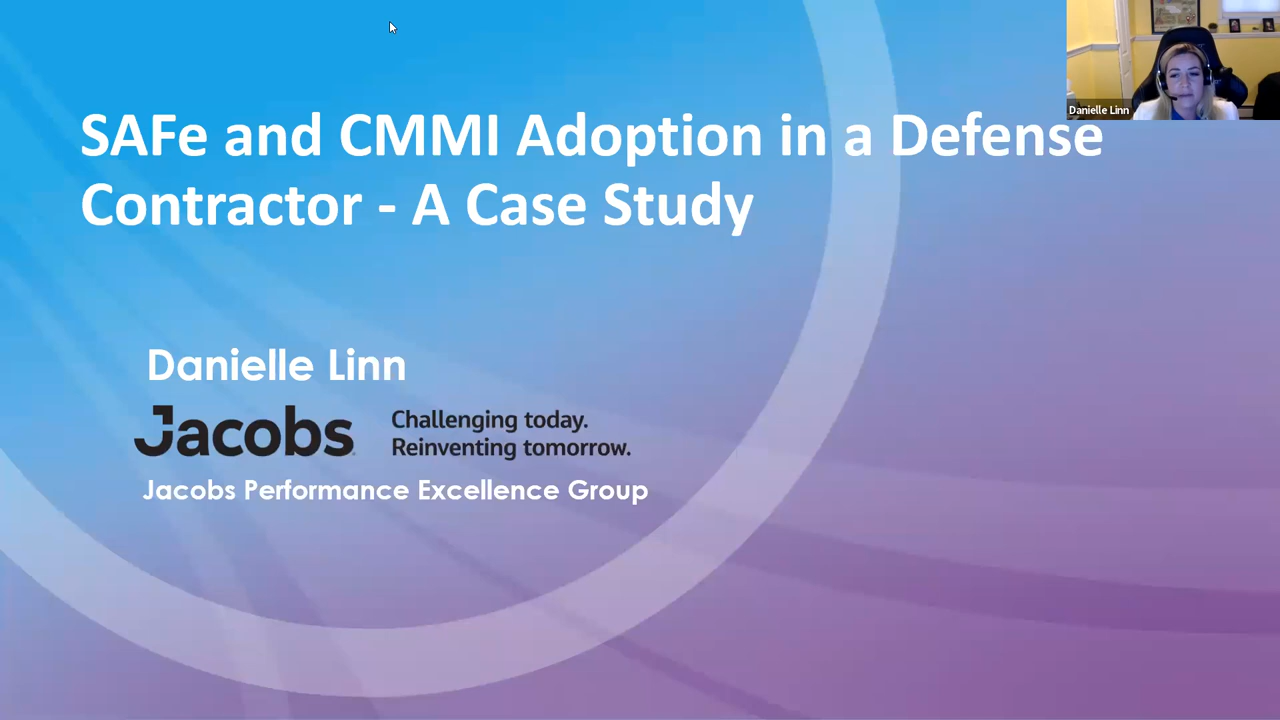 SAFe and CMMI Adoption in a Defense
Contractor - A Case Study
Danielle Linn
Jacobs
Challenging today.
Reinventing tomorrow.
Jacobs Performance Excellence Group
Danielle Linn